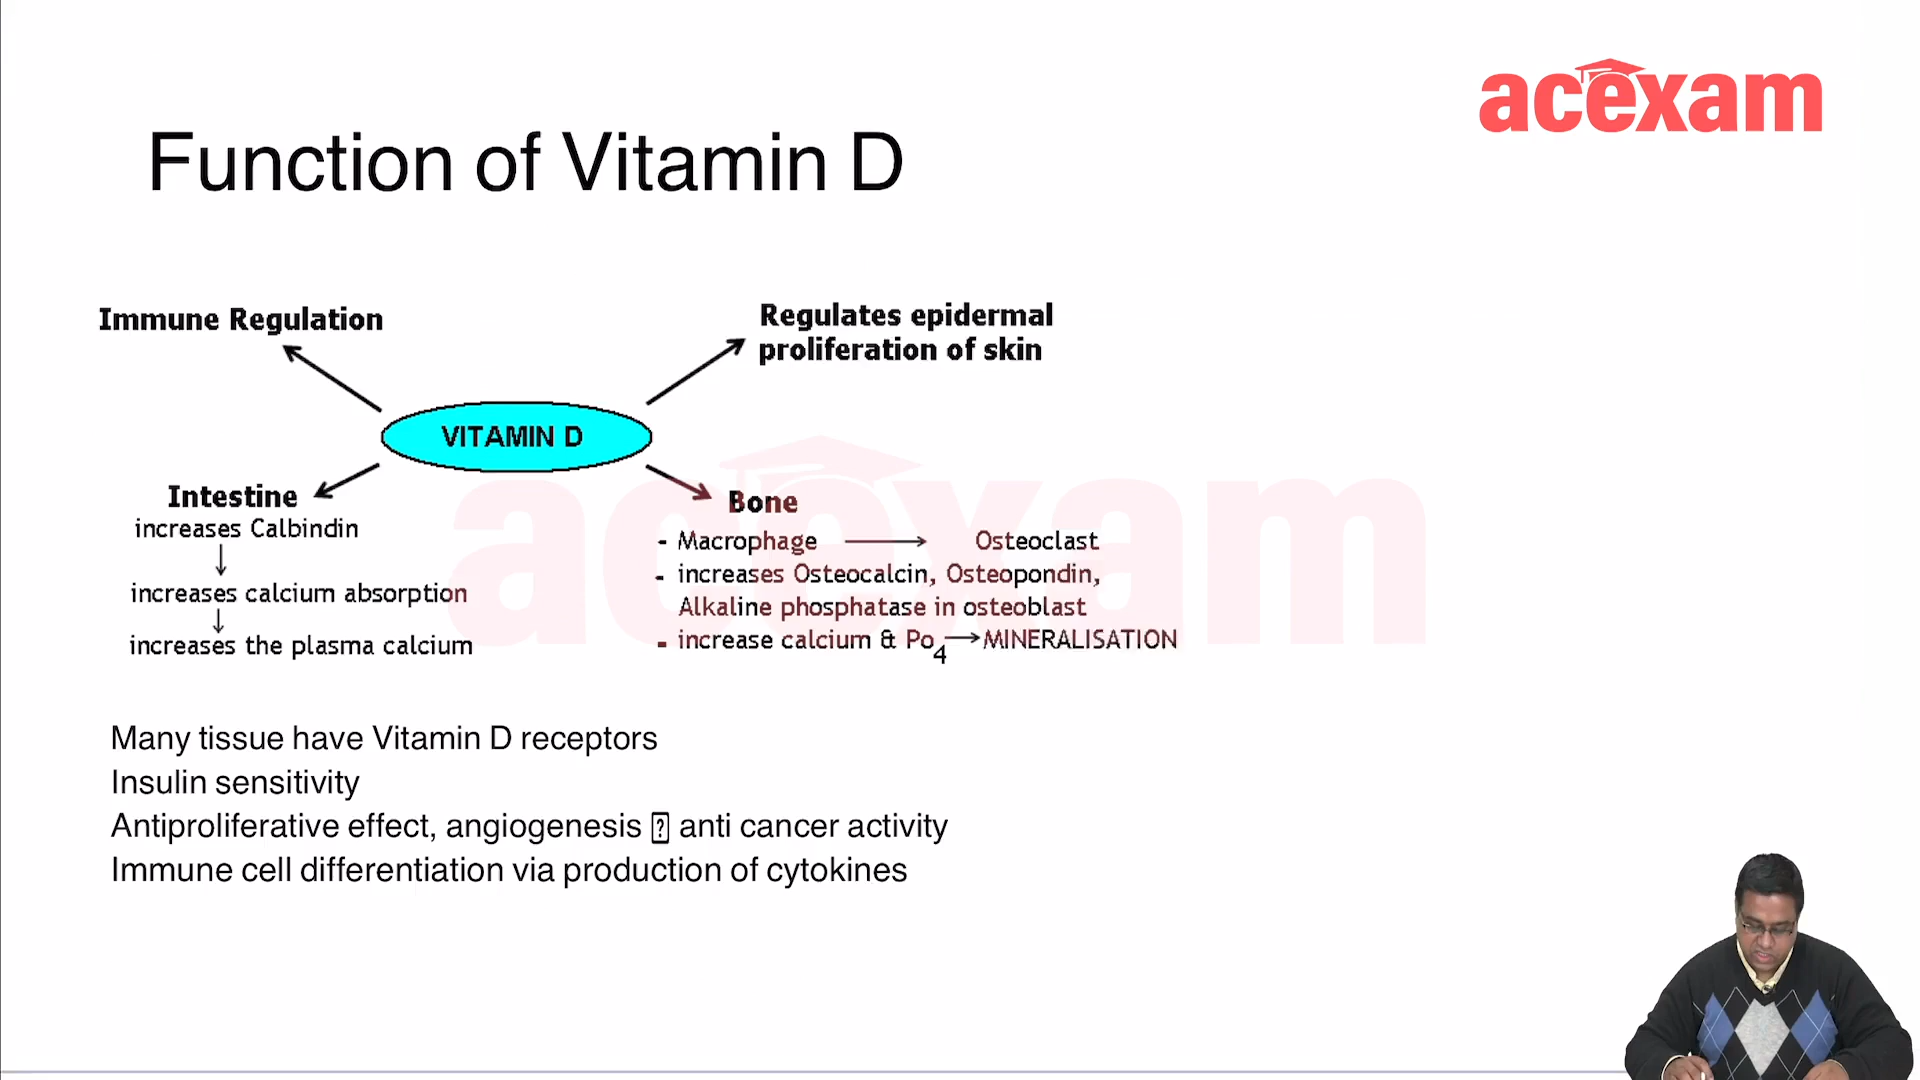 acexam
Function of Vitamin D
Immune Regulation
Regulates epidermal
proliferation of skin
VITAMIN D
Intestine
increases Calbindin
increases calcium absorption
increases the plasma calcium
Bone
- Macrophage → Osteoclast
- increases Osteocalcin, Osteopondin,
Alkaline phosphatase in osteoblast
- increase calcium & Po4→MINERALISATION
acexam
Many tissue have Vitamin D receptors
Insulin sensitivity
Antiproliferative effect, angiogenesis ⍰ anti cancer activity
Immune cell differentiation via production of cytokines